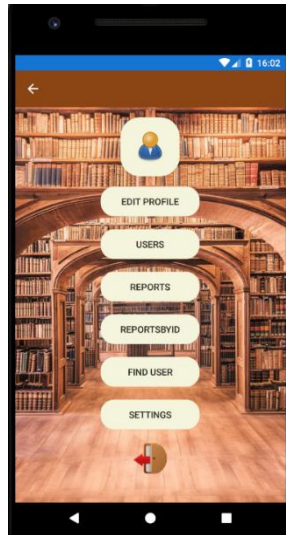 16:02
EDIT PROFILE
USERS
REPORTS
REPORTSBYID
FIND USER
SETTINGS